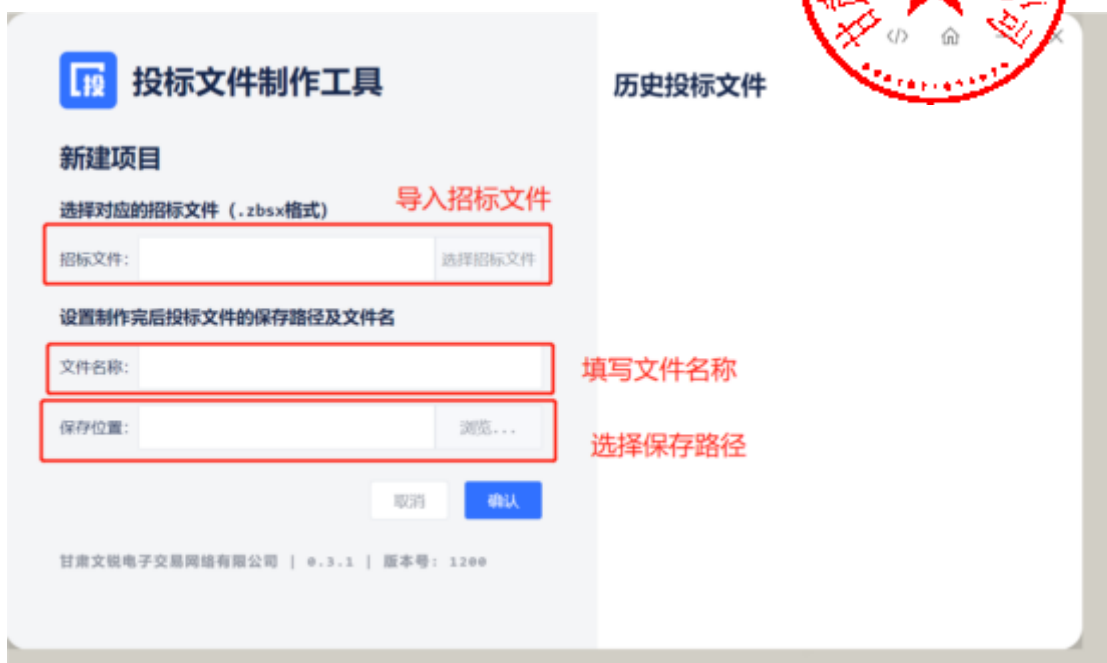 投标文件制作工具
历史投标文件
新建项目
选择对应的招标文件（.zbsx格式）
导入招标文件
招标文件:
选择招标文件
设置制作完后投标文件的保存路径及文件名
文件名称:
填写文件名称
保存位置:
浏览...
选择保存路径
取消
确认
甘肃文锐电子交易网络有限公司 | 0.3.1 | 版本号: 1200